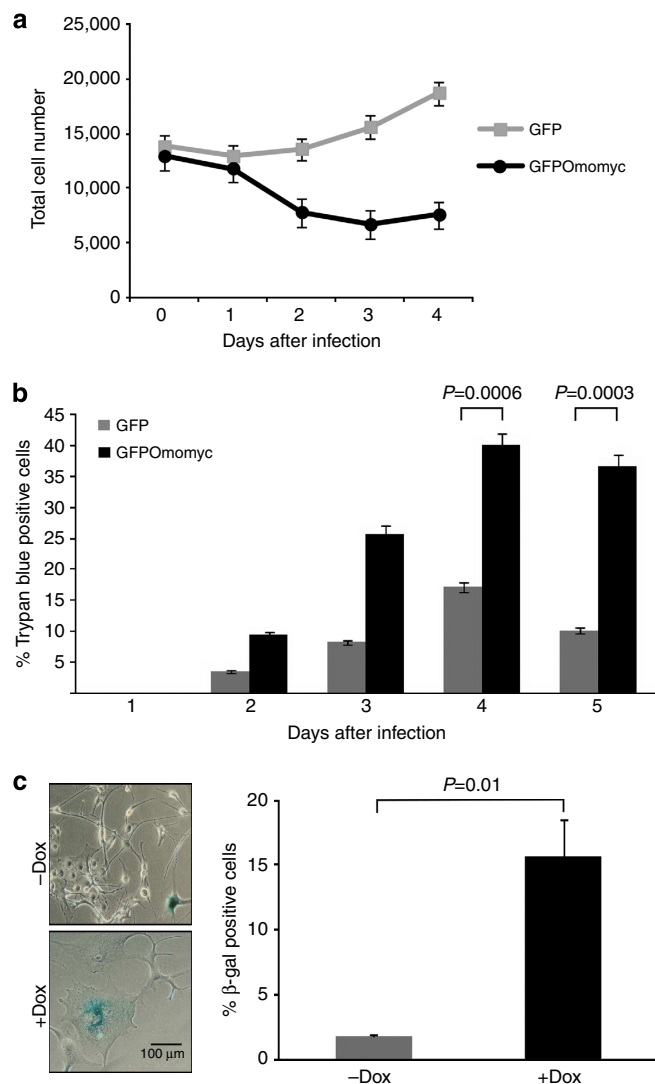 a
25,000
20,000
15,000
10,000
5,000
0
Total cell number
0 1 2 3 4
Days after infection
GFP
GFPOmomyc
b
P=0.0006 P=0.0003
45
40
35
30
25
20
15
10
5
% Trypan blue positive cells
GFP
GFPOmomyc
1 2 3 4 5
Days after infection
c
–Dox
+Dox
100 µm
P=0.01
20
15
10
5
0
% β-gal positive cells
–Dox +Dox